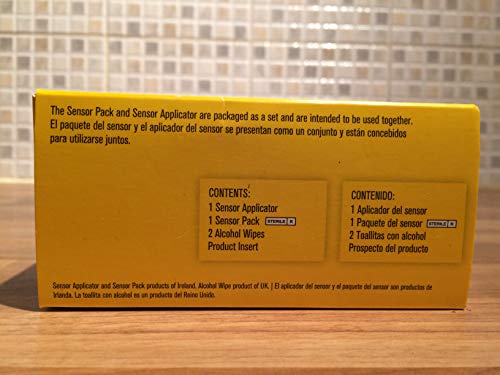 The Sensor Pack and Sensor Applicator are packaged as a set and are intended to be used together.
El paquete del sensor y el aplicador del sensor se presentan como un conjunto y están concebidos
para utilizarse juntos.
CONTENTS:
1 Sensor Applicator
1 Sensor Pack STERILE R
2 Alcohol Wipes
Product Insert
CONTENIDO:
1 Aplicador del sensor
1 Paquete del sensor STERILE R
2 Toallitas con alcohol
Prospecto del producto
Sensor Applicator and Sensor Pack products of Ireland. Alcohol Wipe product of UK. | El aplicador del sensor y el paquete del sensor son productos de
Irlanda. La toallita con alcohol es un producto del Reino Unido.